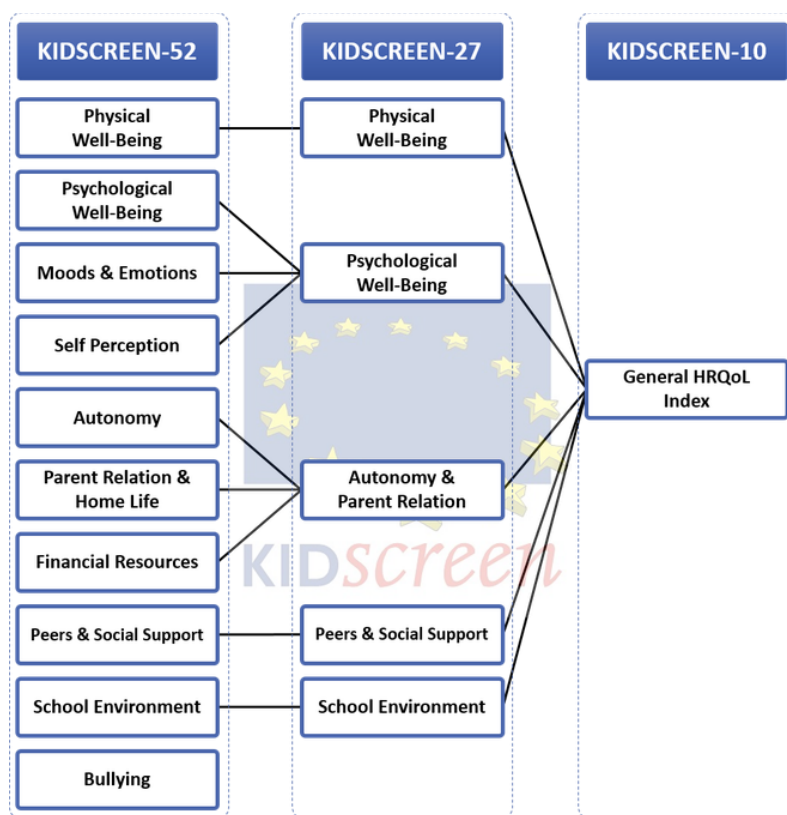 KIDSCREEN-52
KIDSCREEN-27
KIDSCREEN-10
Physical
Well-Being
Psychological
Well-Being
Moods & Emotions
Self Perception
Autonomy
Parent Relation &
Home Life
Financial Resources
Peers & Social Support
School Environment
Bullying
Physical
Well-Being
Psychological
Well-Being
Autonomy &
Parent Relation
Peers & Social Support
School Environment
General HRQoL
Index
KIDscreen